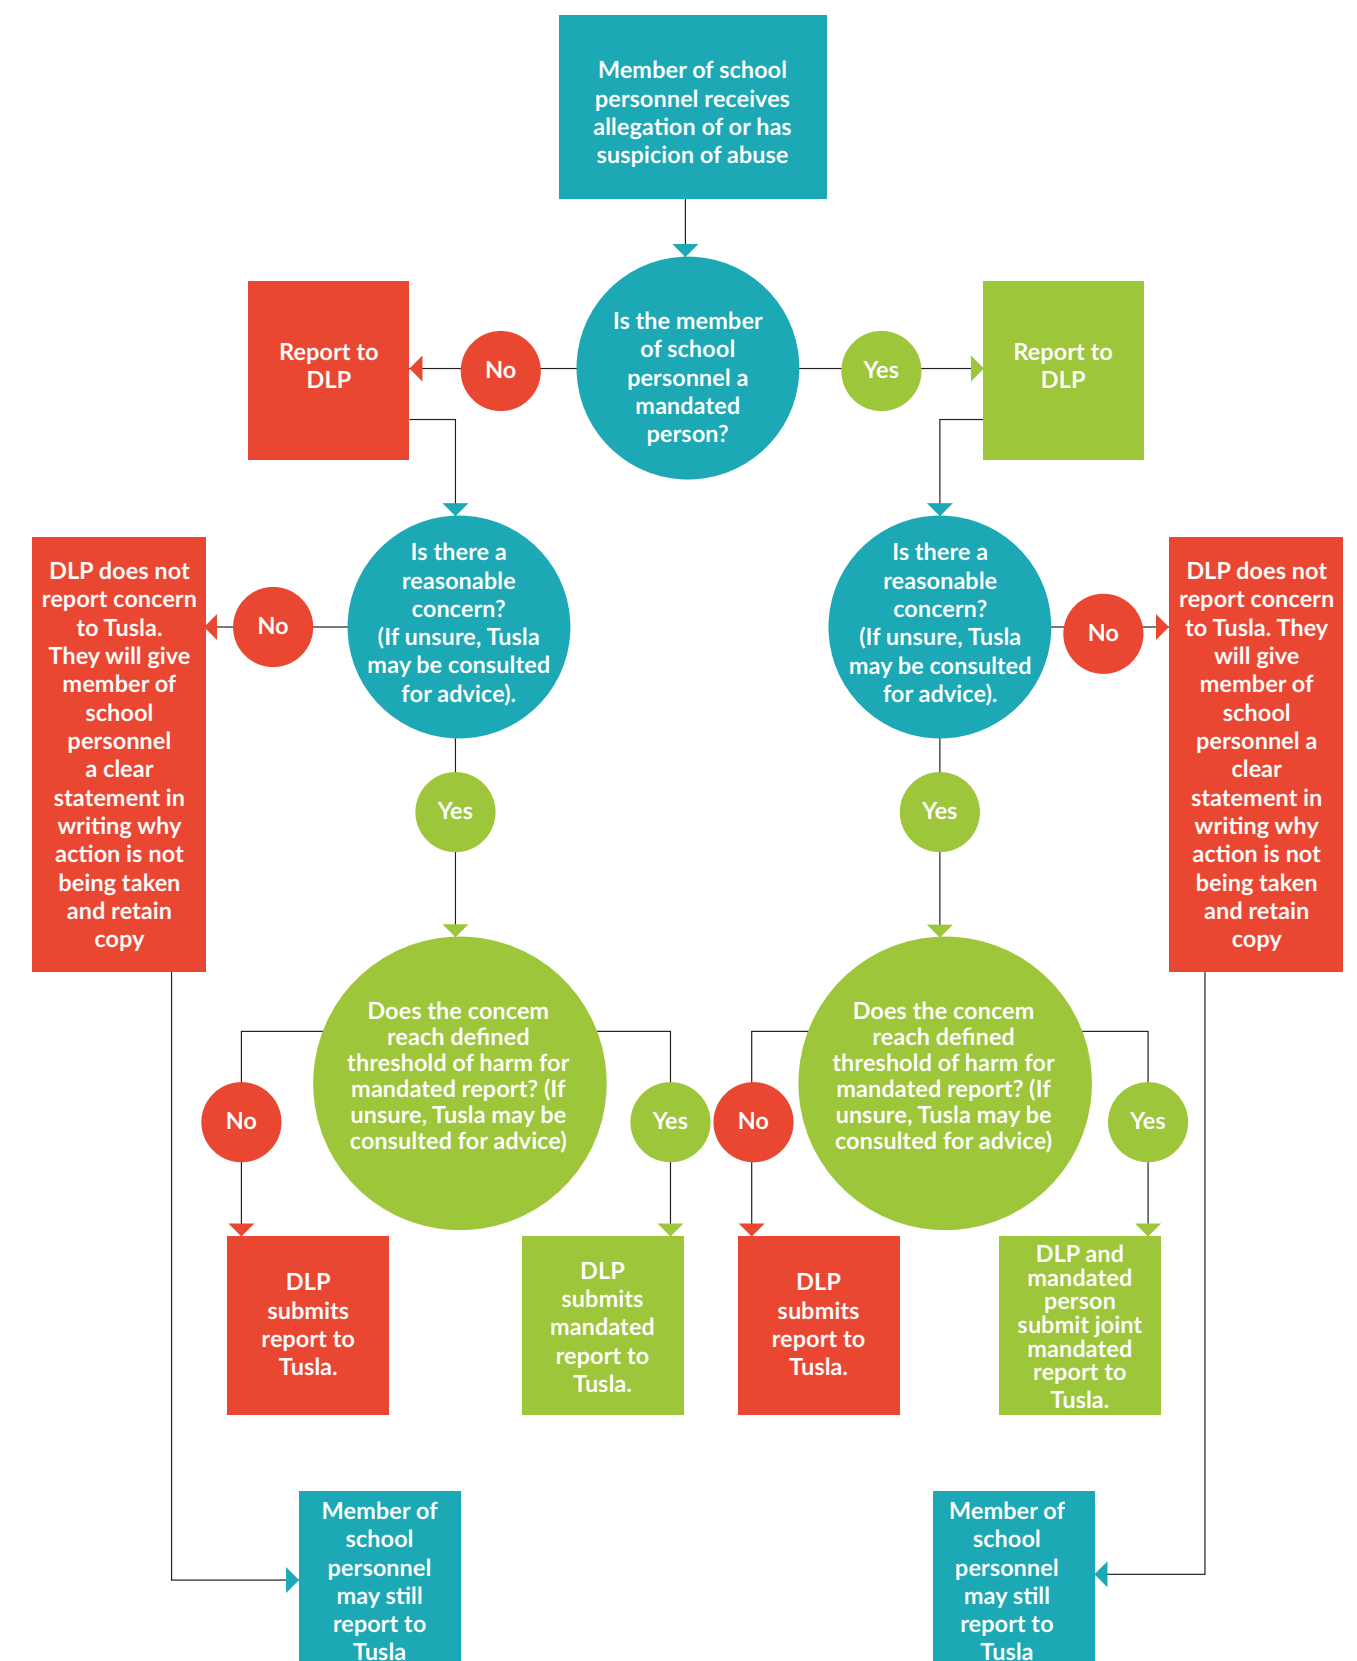 Member of school
personnel receives
allegation of or has
suspicion of abuse
Report to
DLP
No
Is the member
of school
personnel a
mandated
person?
Yes
Report to
DLP
DLP does not
report concern
to Tusla.
They will give
member of
school
personnel
a clear
statement in
writing why
action is not
being taken
and retain
copy
No
Is there a
reasonable
concern?
(If unsure, Tusla
may be consulted
for advice).
Is there a
reasonable
concern?
(If unsure, Tusla
may be consulted
for advice).
No
DLP does not
report concern
to Tusla. They
will give
member of
school
personnel a
clear
statement in
writing why
action is not
being taken
and retain
copy
Yes
Yes
No
Does the concem
reach defined
threshold of harm for
mandated report? (If
unsure, Tusla may be
consulted for advice)
Yes
No
Does the concem
reach defined
threshold of harm for
mandated report? (If
unsure, Tusla may be
consulted for advice)
Yes
DLP
submits
report to
Tusla.
DLP
submits
mandated
report to
Tusla.
DLP
submits
report to
Tusla.
DLP and
mandated
person
submit joint
mandated
report to
Tusla.
Member of
school
personnel
may still
report to
Tusla
Member of
school
personnel
may still
report to
Tusla